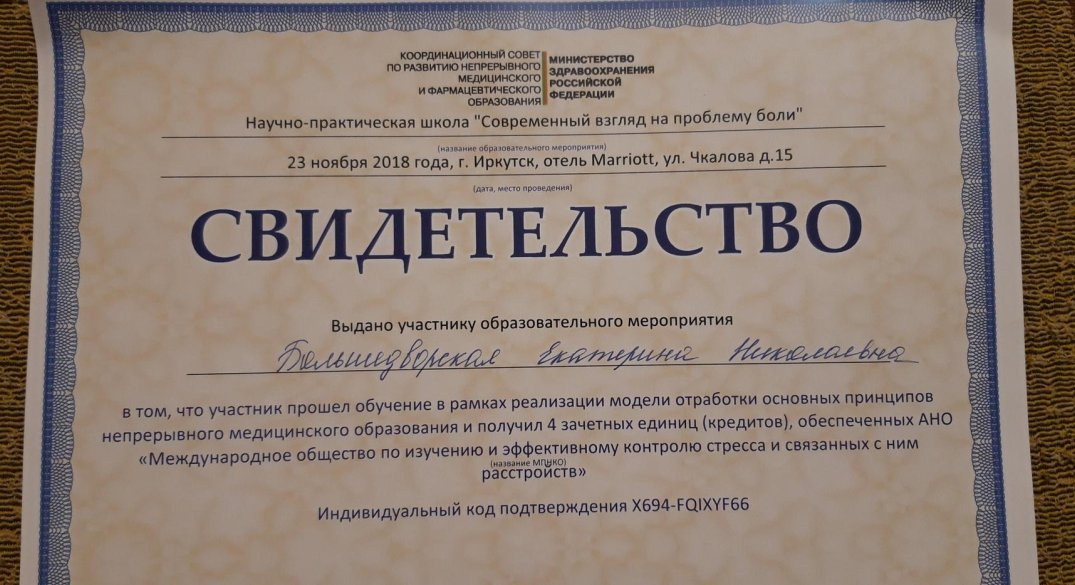 КООРДИНАЦИОННЫЙ СОВЕТ
ПО РАЗВИТИЮ НЕПРЕРЫВНОГО
МЕДИЦИНСКОГО
И ФАРМАЦЕВТИЧЕСКОГО
ОБРАЗОВАНИЯ
МИНИСТЕРСТВО
ЗДРАВООХРАНЕНИЯ
РОССИЙСКОЙ
ФЕДЕРАЦИИ
Научно-практическая школа "Современный взгляд на проблему боли"
(название образовательного мероприятия)
23 ноября 2018 года, г. Иркутск, отель Marriott, ул. Чкалова д.15
(дата, место проведения)
СВИДЕТЕЛЬСТВО
Выдано участнику образовательного мероприятия
Большедворская Екатерина Николаевна
в том, что участник прошел обучение в рамках реализации модели отработки основных принципов
непрерывного медицинского образования и получил 4 зачетных единиц (кредитов), обеспеченных АНО
«Международное общество по изучению и эффективному контролю стресса и связанных с ним
(название МПНКО)
расстройств»
Индивидуальный код подтверждения X694-FQIXYF66